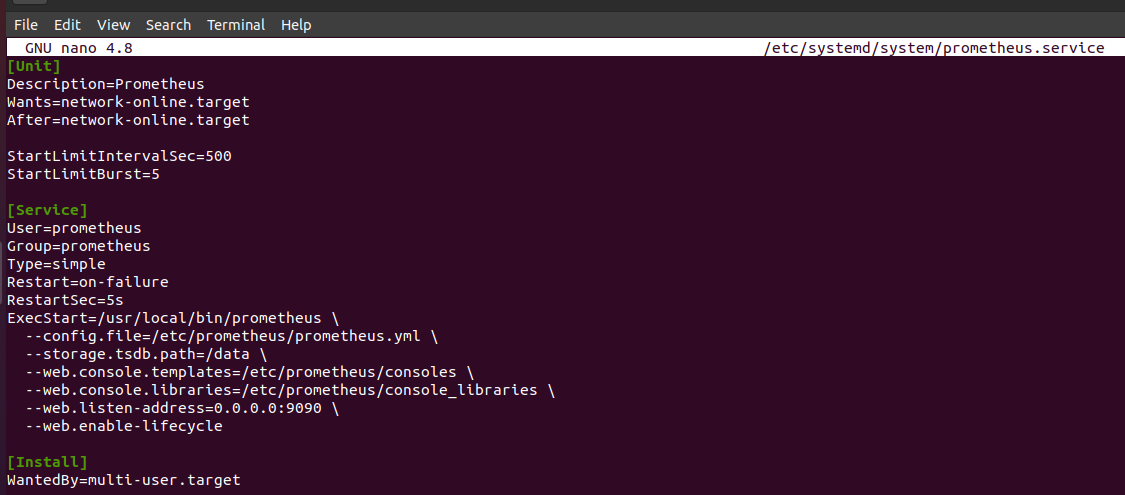 File Edit View Search Terminal Help
GNU nano 4.8 /etc/systemd/system/prometheus.service
[Unit]
Description=Prometheus
Wants=network-online.target
After=network-online.target

StartLimitIntervalSec=500
StartLimitBurst=5

[Service]
User=prometheus
Group=prometheus
Type=simple
Restart=on-failure
RestartSec=5s
ExecStart=/usr/local/bin/prometheus \
  --config.file=/etc/prometheus/prometheus.yml \
  --storage.tsdb.path=/data \
  --web.console.templates=/etc/prometheus/consoles \
  --web.console.libraries=/etc/prometheus/console_libraries \
  --web.listen-address=0.0.0.0:9090 \
  --web.enable-lifecycle

[Install]
WantedBy=multi-user.target